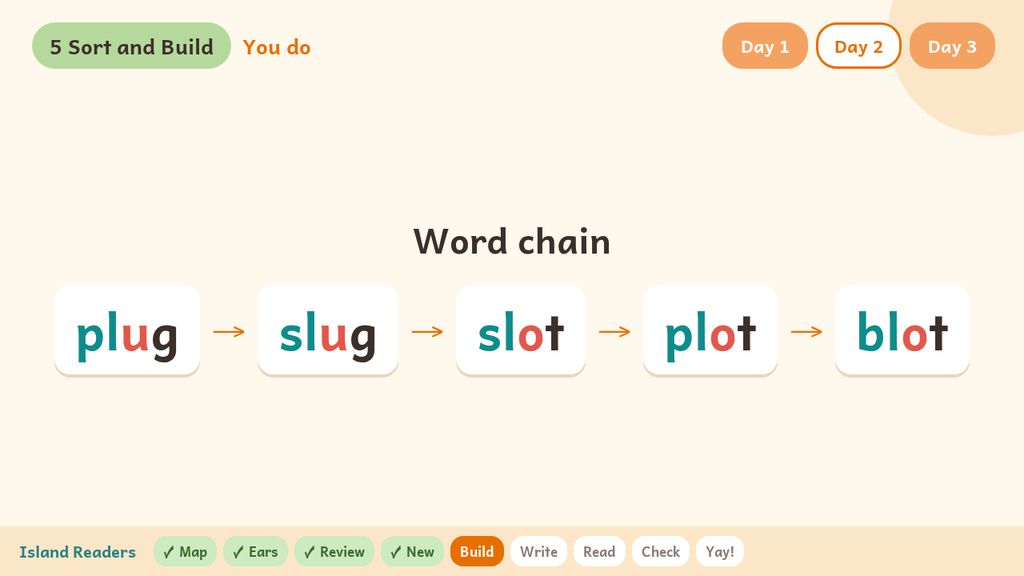 5 Sort and Build You do Day 1 Day 2 Day 3
Word chain
plug → slug → slot → plot → blot
Island Readers ✓ Map ✓ Ears ✓ Review ✓ New Build Write Read Check Yay!